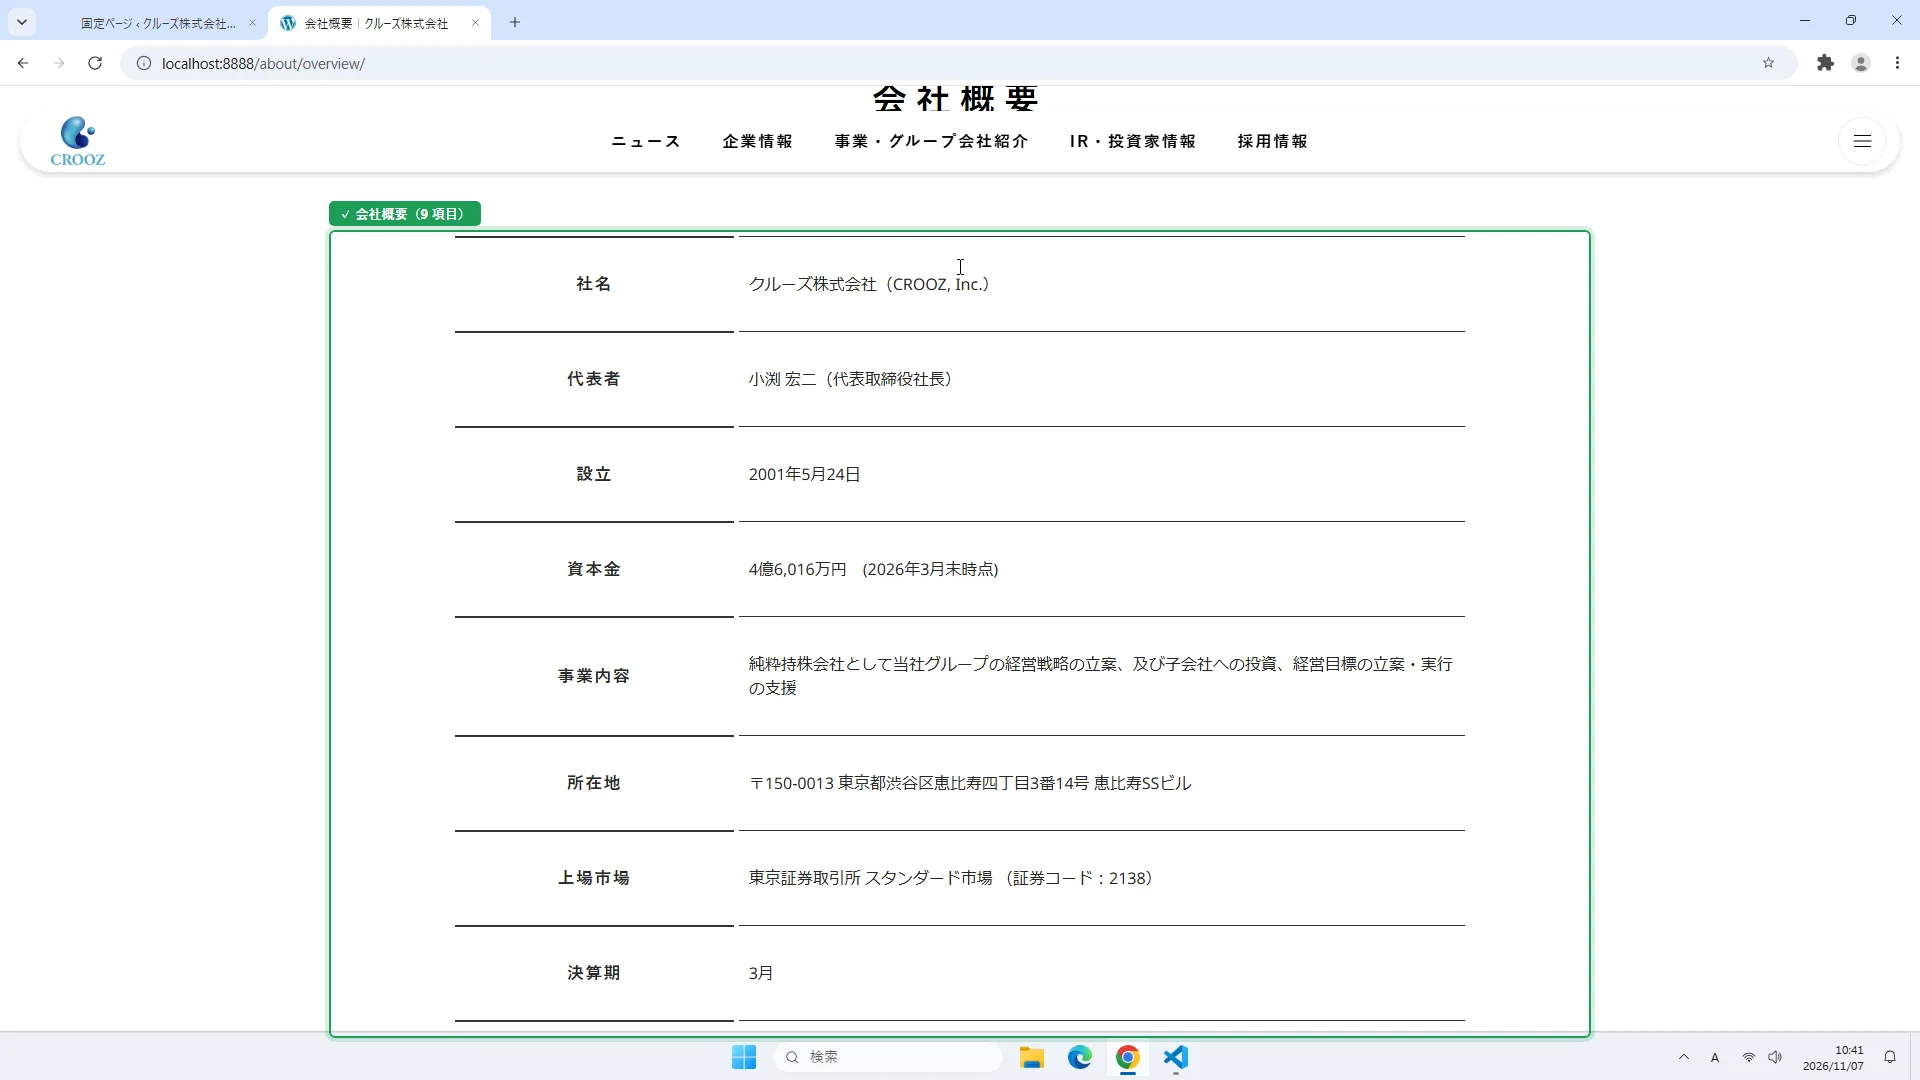 固定ページ ‹ クルーズ株式会社...
会社概要｜クルーズ株式会社
localhost:8888/about/overview/
会社概要
CROOZ
ニュース
企業情報
事業・グループ会社紹介
IR・投資家情報
採用情報
✓ 会社概要（9 項目）
社名
クルーズ株式会社（CROOZ, Inc.）
代表者
小渕 宏二（代表取締役社長）
設立
2001年5月24日
資本金
4億6,016万円　(2026年3月末時点)
事業内容
純粋持株会社として当社グループの経営戦略の立案、及び子会社への投資、経営目標の立案・実行
の支援
所在地
〒150-0013 東京都渋谷区恵比寿四丁目3番14号 恵比寿SSビル
上場市場
東京証券取引所 スタンダード市場 （証券コード：2138）
決算期
3月
検索
A
10:41
2026/11/07